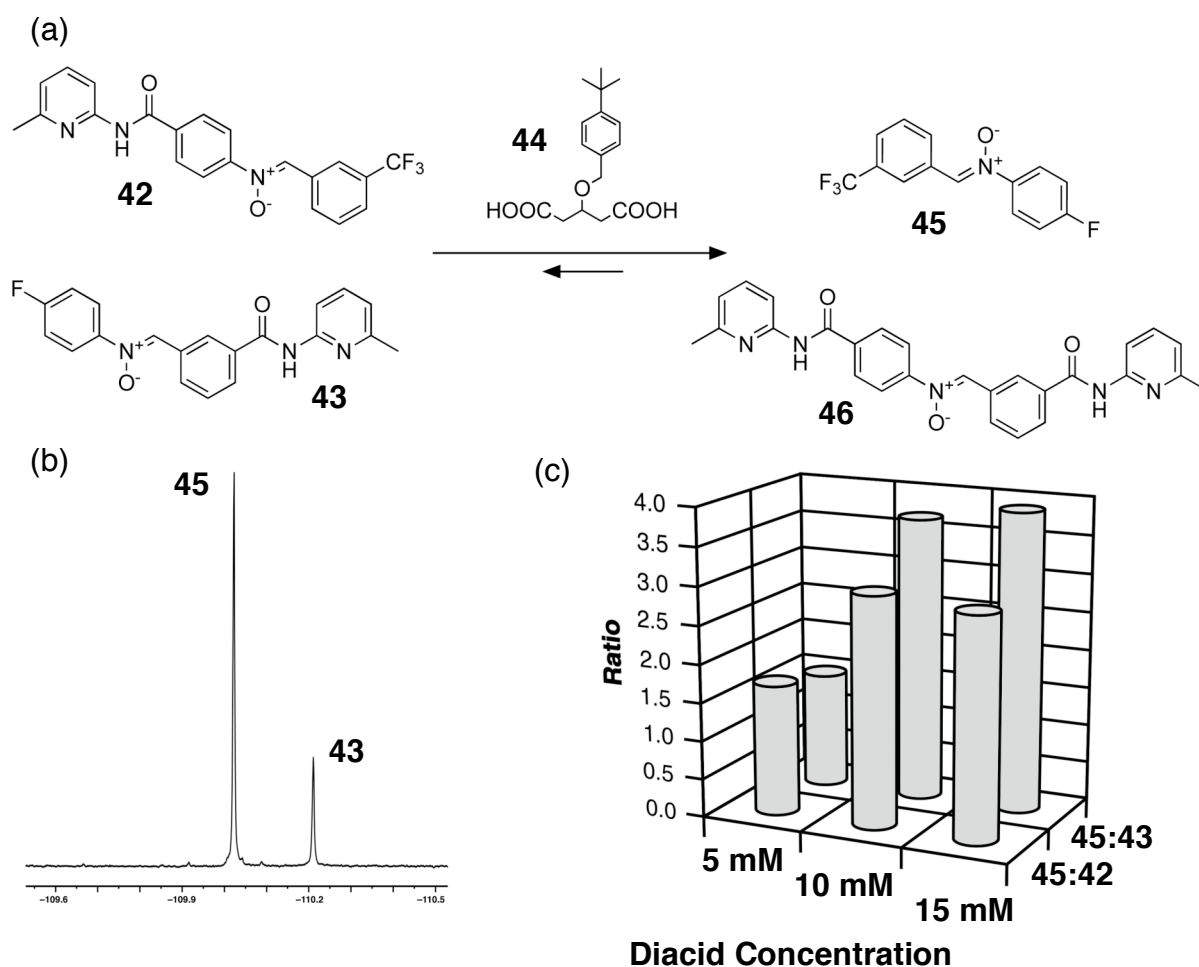 (a)
O
N
N
H
42
N+
O-
CF3
44
O
HOOC
COOH
O-
N+
F3C
45
F
F
N+
O-
O
N
H
N
43
O
N
N
H
46
N+
O-
O
N
H
N
(b)
45
43
−109.6
−109.9
−110.2
−110.5
(c)
Ratio
4.0
3.5
3.0
2.5
2.0
1.5
1.0
0.5
0.0
5 mM
10 mM
15 mM
45:43
45:42
Diacid Concentration